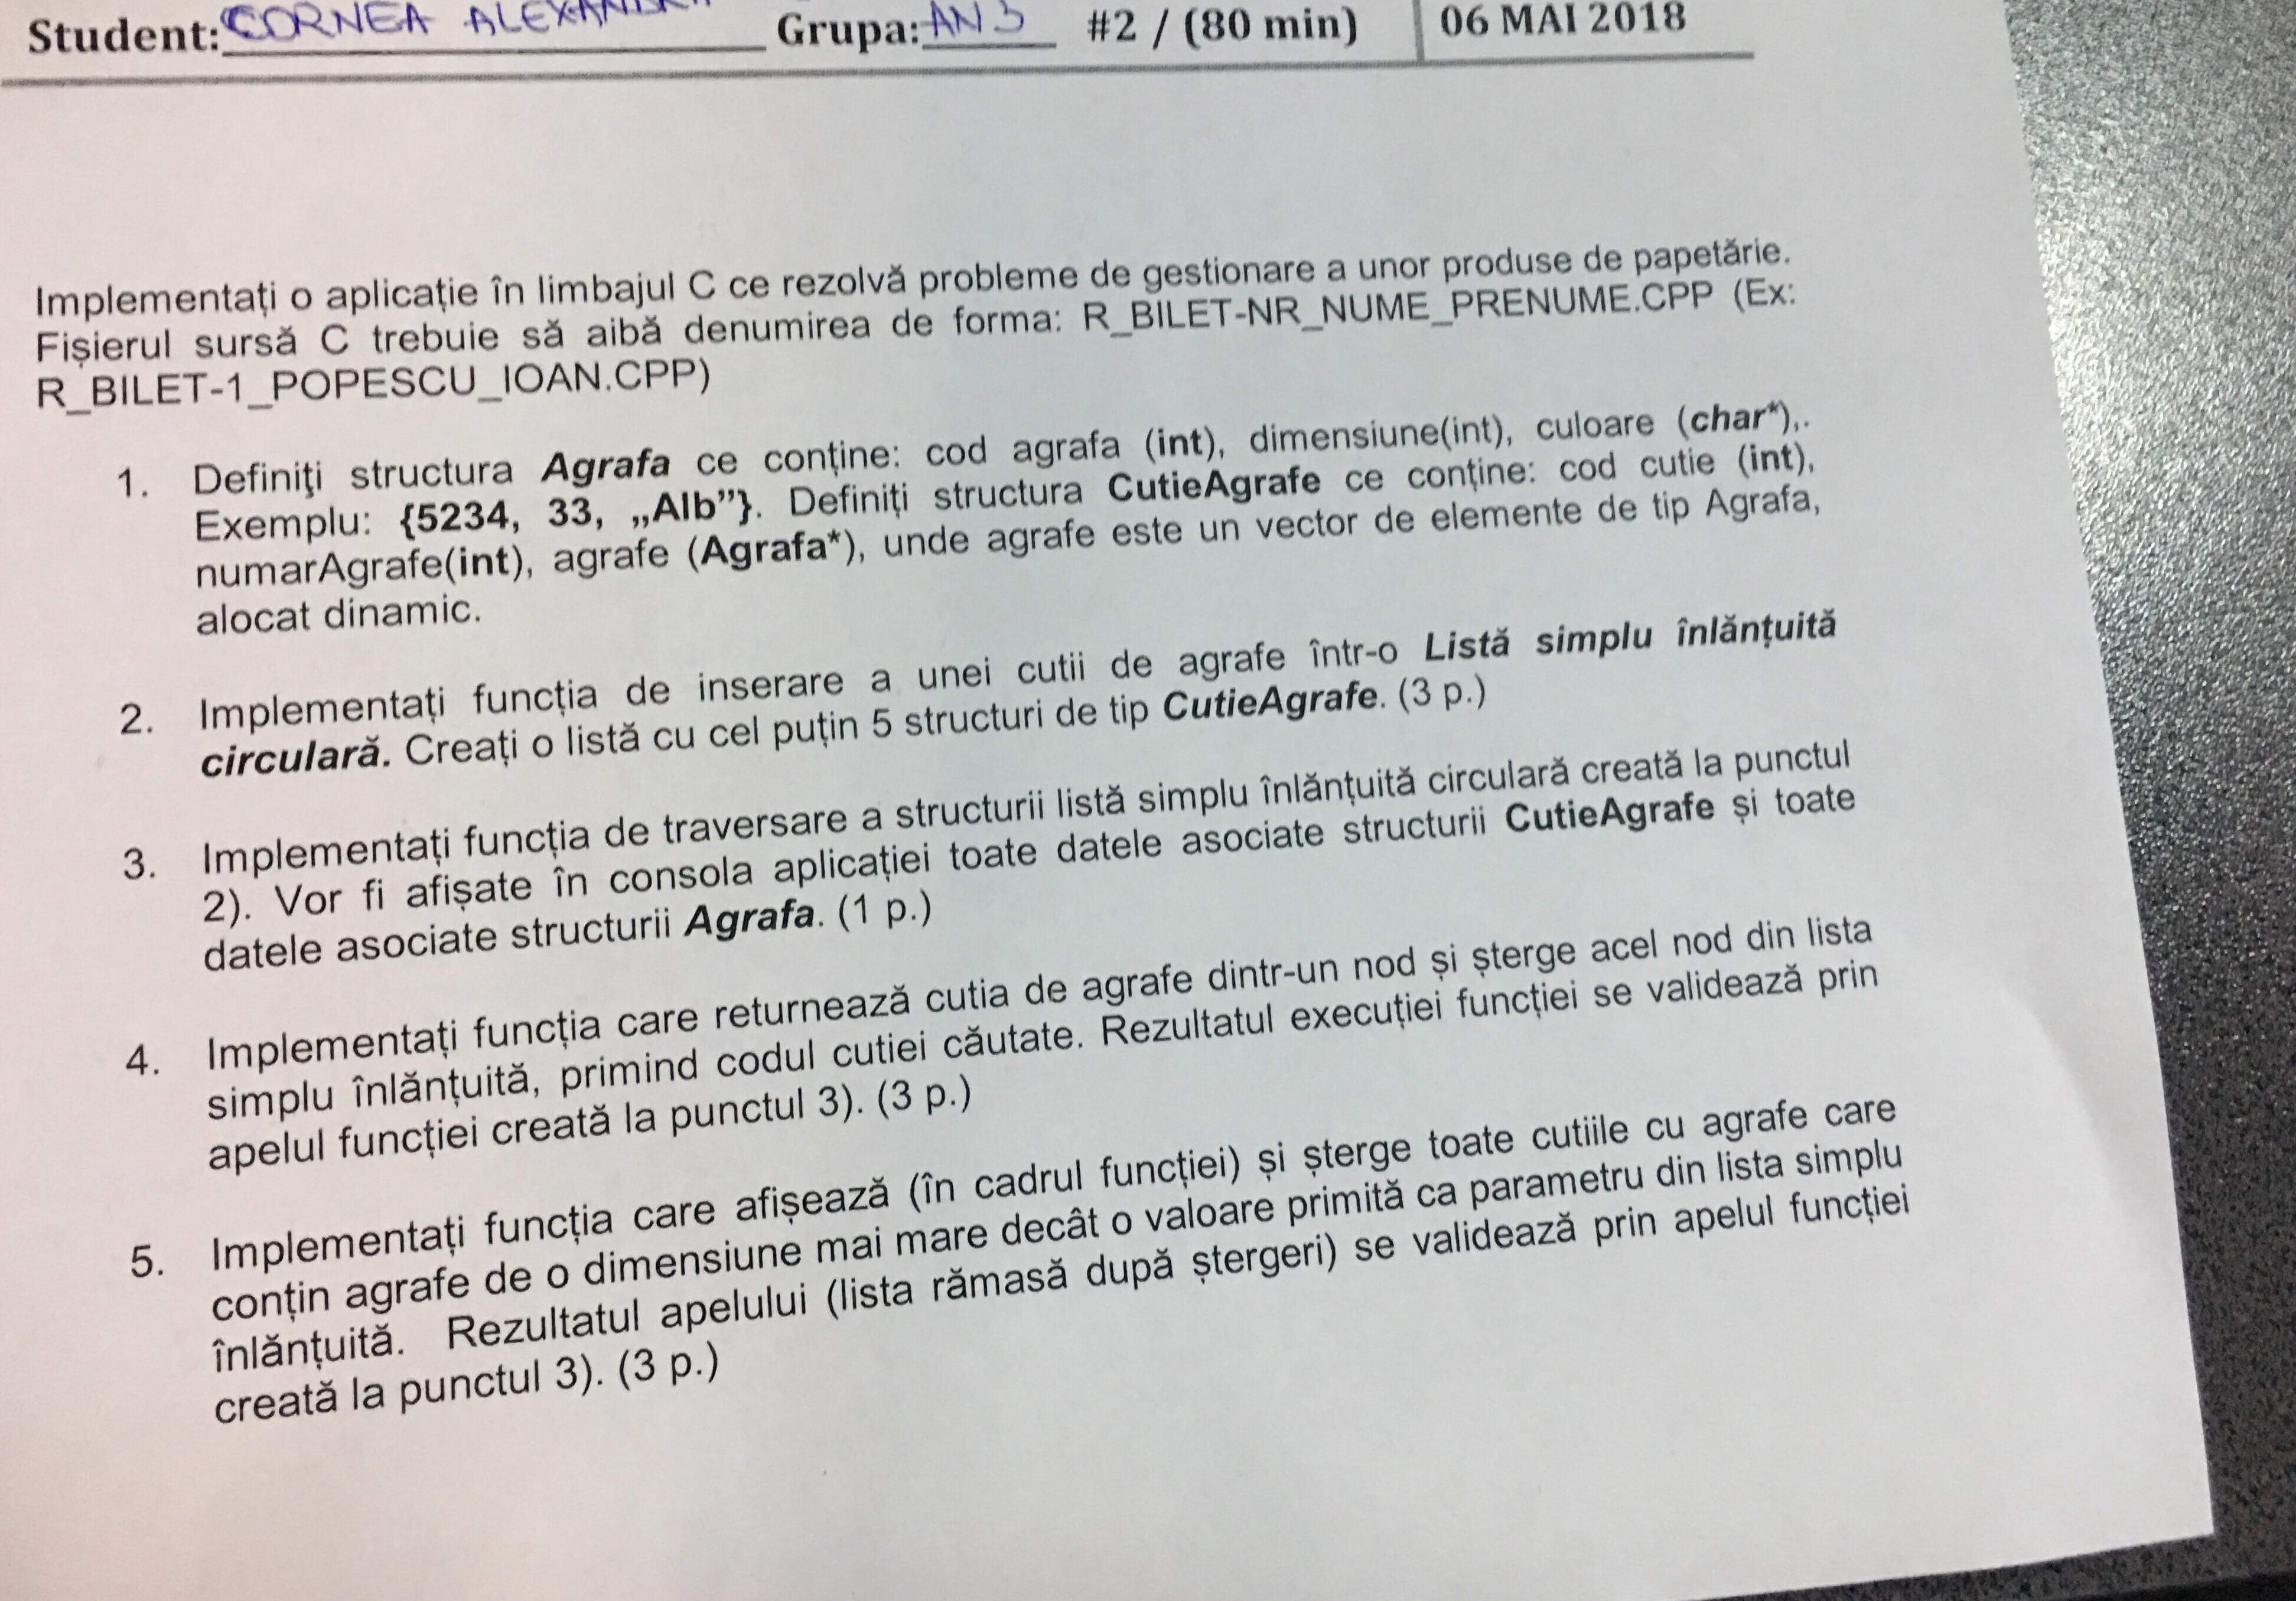 Student: CORNEA Grupa: AN 3 #2 / (80 min) 06 MAI 2018
Implementați o aplicație în limbajul C ce rezolvă probleme de gestionare a unor produse de papetărie.
Fișierul sursă C trebuie să aibă denumirea de forma: R_BILET-NR_NUME_PRENUME.CPP (Ex:
R_BILET-1_POPESCU_IOAN.CPP)
1. Definiţi structura Agrafa ce conține: cod agrafa (int), dimensiune(int), culoare (char*),.
Exemplu: {5234, 33, „Alb”}. Definiți structura CutieAgrafe ce conține: cod cutie (int),
numarAgrafe(int), agrafe (Agrafa*), unde agrafe este un vector de elemente de tip Agrafa,
alocat dinamic.
2. Implementați funcția de inserare a unei cutii de agrafe într-o Listă simplu înlănțuită
circulară. Creați o listă cu cel puțin 5 structuri de tip CutieAgrafe. (3 p.)
3. Implementați funcția de traversare a structurii listă simplu înlănțuită circulară creată la punctul
2). Vor fi afișate în consola aplicației toate datele asociate structurii CutieAgrafe și toate
datele asociate structurii Agrafa. (1 p.)
4. Implementați funcția care returnează cutia de agrafe dintr-un nod și șterge acel nod din lista
simplu înlănțuită, primind codul cutiei căutate. Rezultatul execuției funcției se validează prin
apelul funcției creată la punctul 3). (3 p.)
5. Implementați funcția care afișează (în cadrul funcției) și șterge toate cutiile cu agrafe care
conțin agrafe de o dimensiune mai mare decât o valoare primită ca parametru din lista simplu
înlănțuită. Rezultatul apelului (lista rămasă după ștergeri) se validează prin apelul funcției
creată la punctul 3). (3 p.)